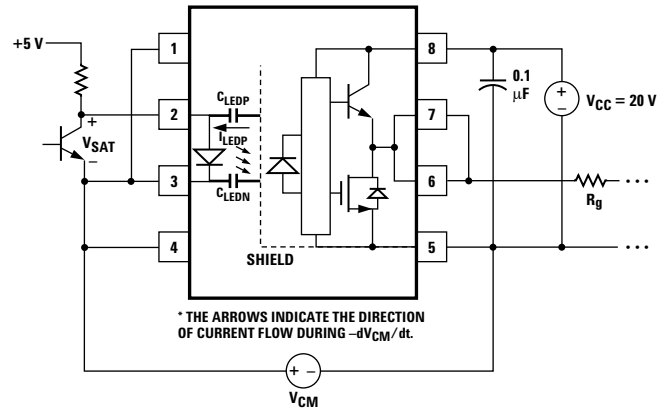 +5 V
1
8
0.1
µF
C_LEDP
2
7
+
V_SAT
I_LEDP
+
–
V_CC = 20 V
–
3
6
C_LEDN
R_g
...
4
SHIELD
5
...
* THE ARROWS INDICATE THE DIRECTION
OF CURRENT FLOW DURING –dV_CM/dt.
+ –
V_CM